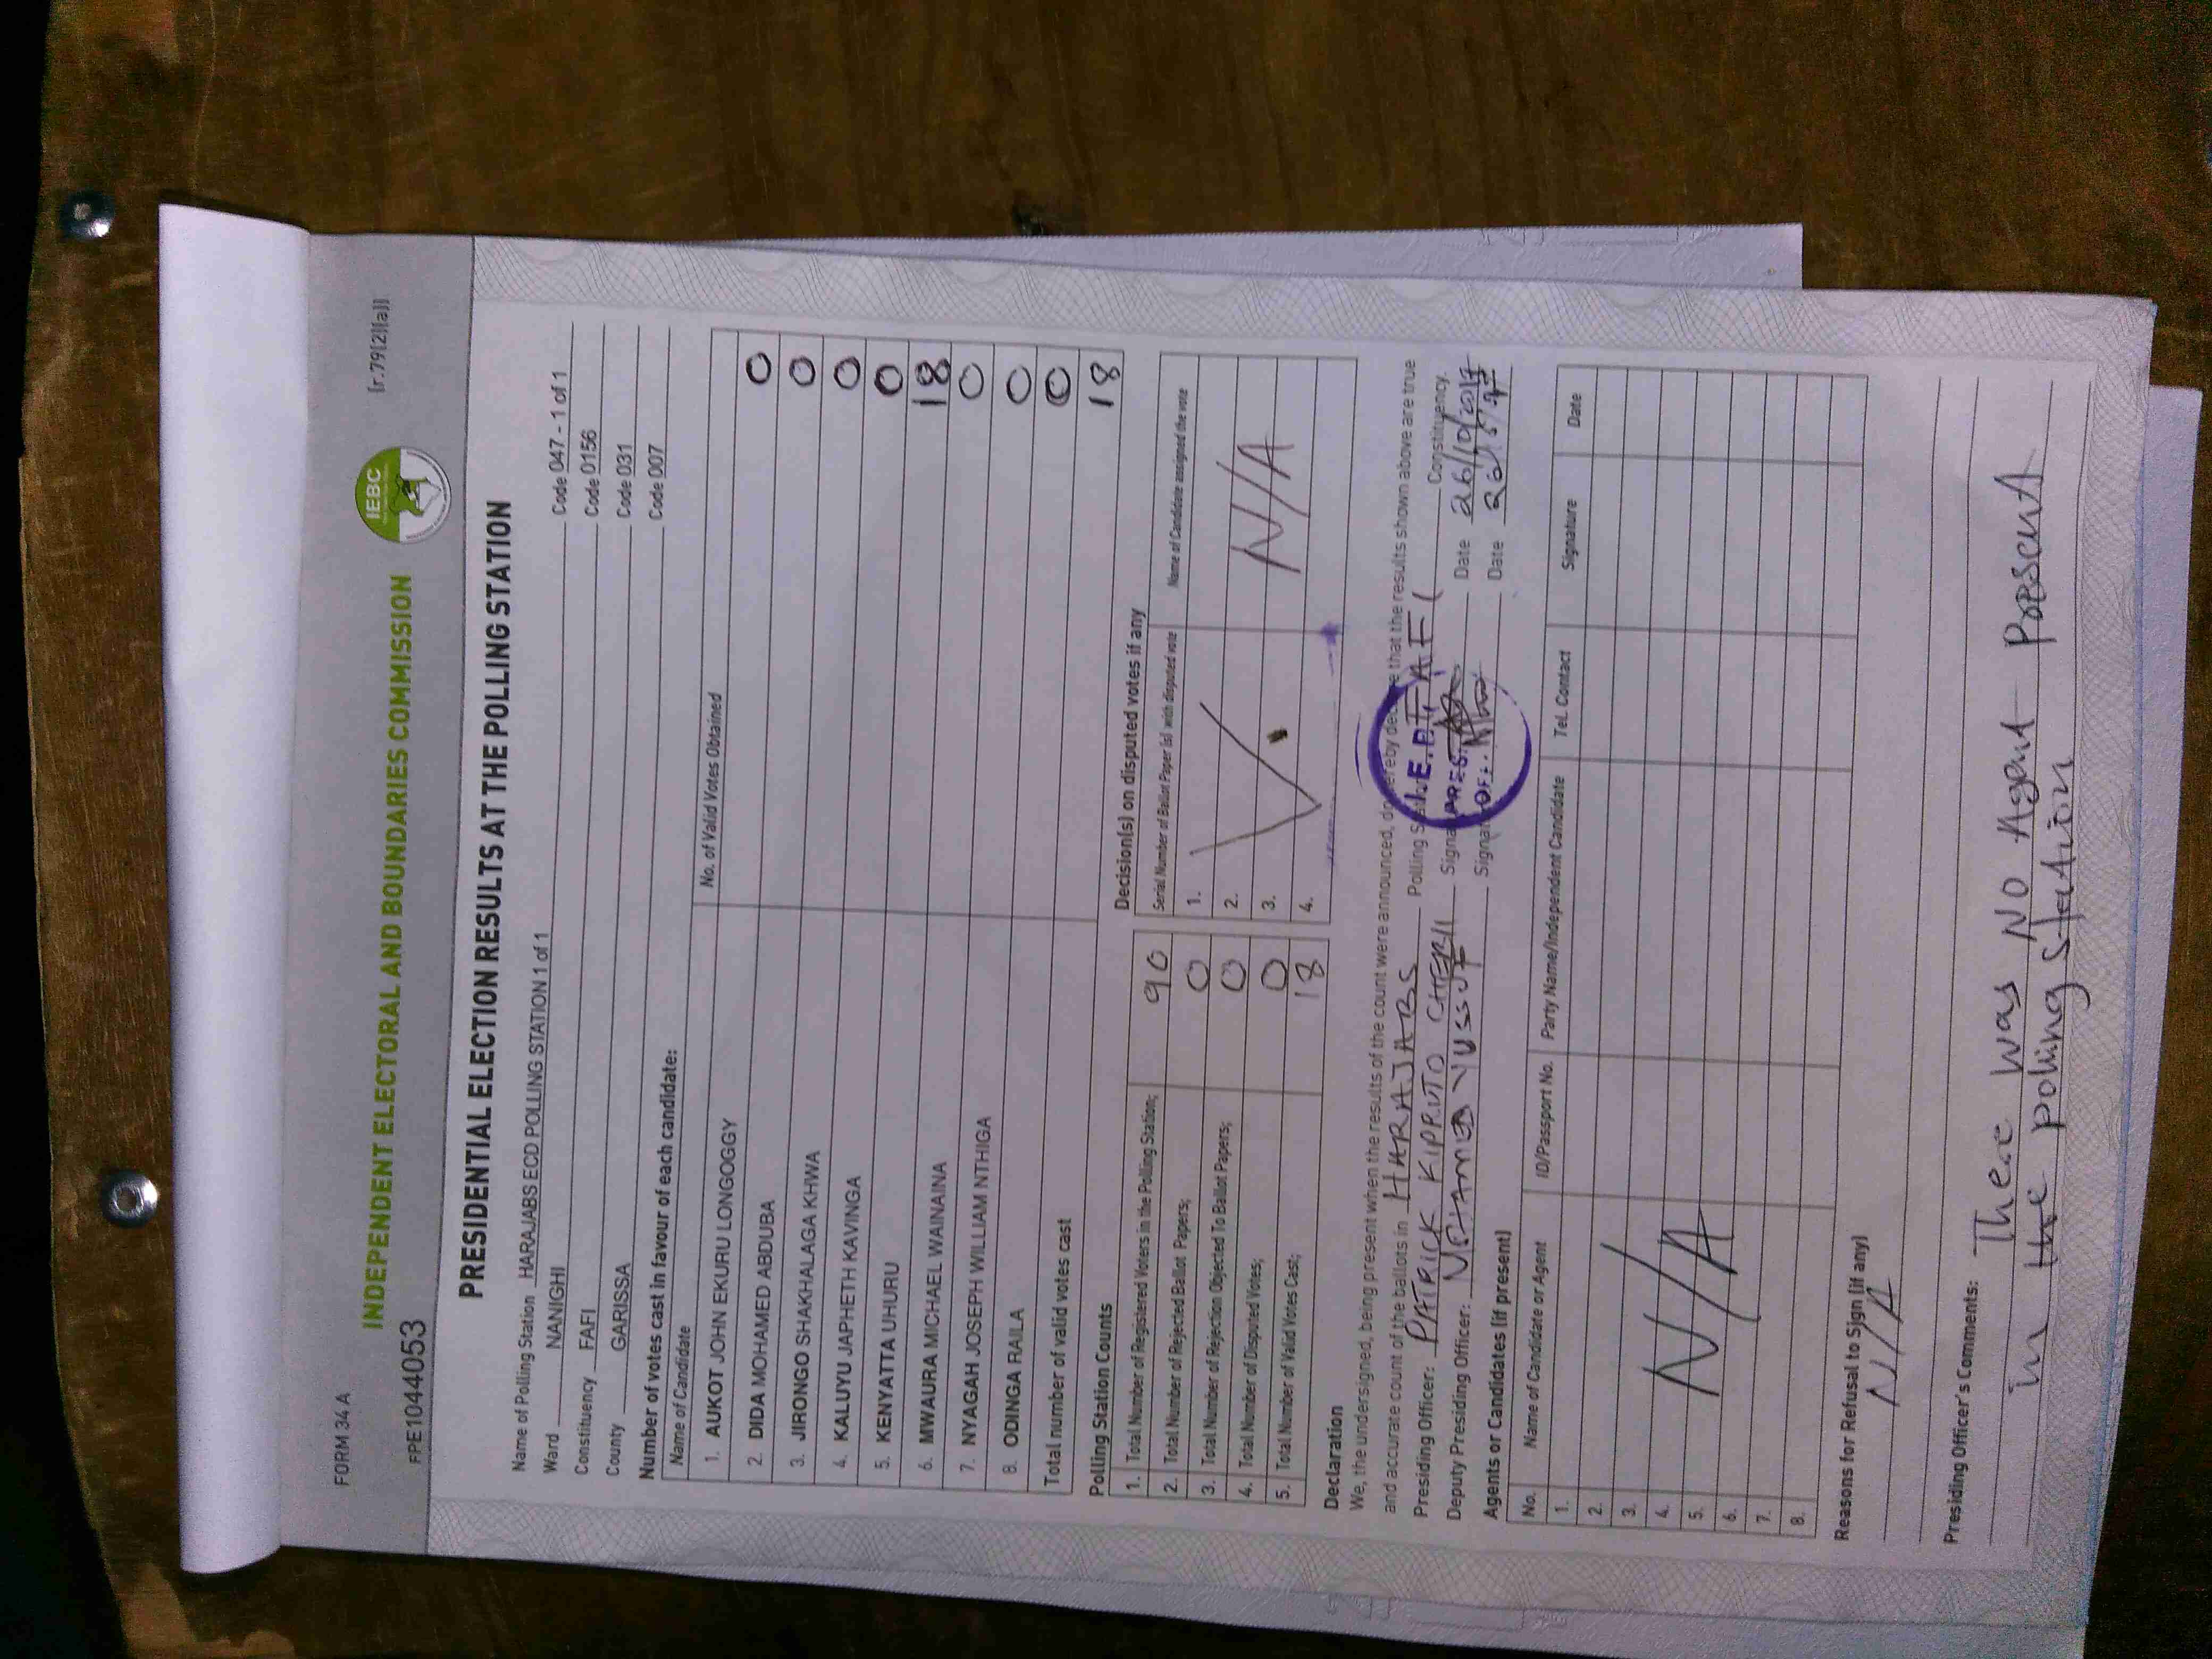 FORM 34 A
INDEPENDENT ELECTORAL AND BOUNDARIES COMMISSION
IEBC
[r.79(2)(a)]
FPE1044053
PRESIDENTIAL ELECTION RESULTS AT THE POLLING STATION
Name of Polling Station HARAJABS ECD POLLING STATION 1 of 1 Code 047 - 1 of 1
Ward NANIGHI Code 0156
Constituency FAFI Code 031
County GARISSA Code 007
Number of votes cast in favour of each candidate:
Name of Candidate No. of Valid Votes Obtained
1. AUKOT JOHN EKURU LONGOGGY 0
2. DIDA MOHAMED ABDUBA 0
3. JIRONGO SHAKHALAGA KHWA 0
4. KALUYU JAPHETH KAVINGA 0
5. KENYATTA UHURU 18
6. MWAURA MICHAEL WAINAINA 0
7. NYAGAH JOSEPH WILLIAM NTHIGA 0
8. ODINGA RAILA 0
Total number of valid votes cast 18
Polling Station Counts
1. Total Number of Registered Voters in the Polling Station; 90
2. Total Number of Rejected Ballot Papers; 0
3. Total Number of Rejection Objected To Ballot Papers; 0
4. Total Number of Disputed Votes; 0
5. Total Number of Valid Votes Cast; 18
Decision(s) on disputed votes if any
Serial Number of Ballot Paper (s) with disputed vote Name of Candidate assigned the vote
1.
2.
3. N/A
4.
Declaration
We, the undersigned, being present when the results of the count were announced, do hereby declare that the results shown above are true
and accurate count of the ballots in HARAJABS Polling FAFI Constituency.
Presiding Officer: PATRICK KIPRUTO Date 26/10/2017
Deputy Presiding Officer: MOHAMED YUSSUF Date
Agents or Candidates (if present)
No. Name of Candidate or Agent ID/Passport No. Party Name/Independent Candidate Tel. Contact Signature Date
1.
2.
3.
4.
5. N/A
6.
7.
8.
Reasons for Refusal to Sign (if any)
N/A
Presiding Officer's Comments: There was NO Agent Present
in the polling station